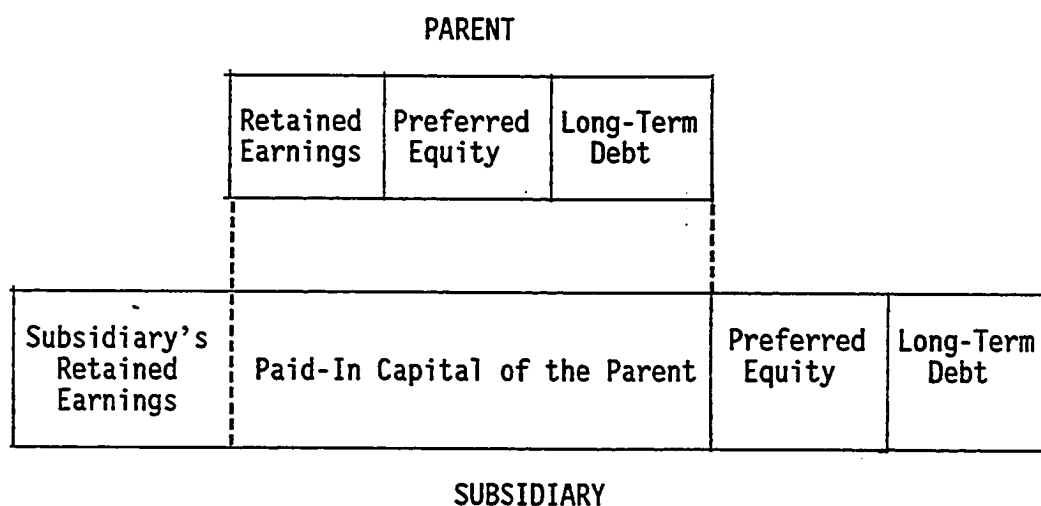 PARENT
Retained
Earnings
Preferred
Equity
Long-Term
Debt
Subsidiary's
Retained
Earnings
Paid-In Capital of the Parent
Preferred
Equity
Long-Term
Debt
SUBSIDIARY